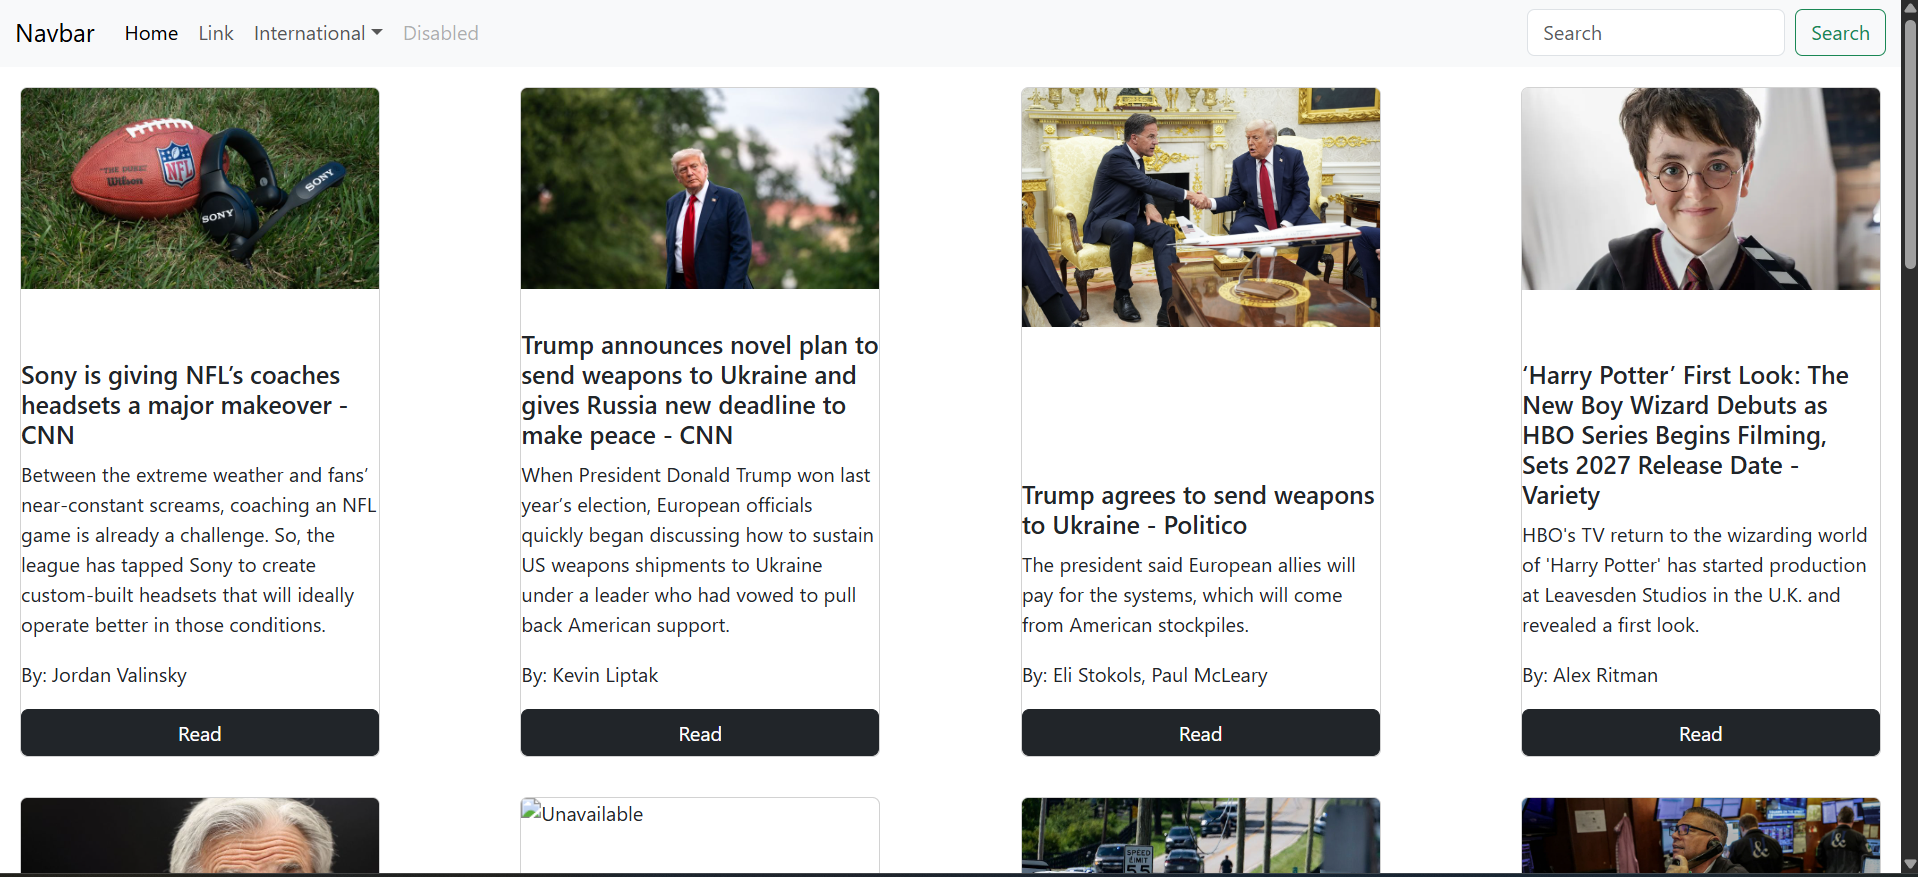 Navbar
Home
Link
International
Disabled
Search
Search
"THE DUKE"
Wilson
NFL
SONY
SONY
Sony is giving NFL’s coaches
headsets a major makeover -
CNN
Between the extreme weather and fans’
near-constant screams, coaching an NFL
game is already a challenge. So, the
league has tapped Sony to create
custom-built headsets that will ideally
operate better in those conditions.
By: Jordan Valinsky
Read
Trump announces novel plan to
send weapons to Ukraine and
gives Russia new deadline to
make peace - CNN
When President Donald Trump won last
year’s election, European officials
quickly began discussing how to sustain
US weapons shipments to Ukraine
under a leader who had vowed to pull
back American support.
By: Kevin Liptak
Read
Trump agrees to send weapons
to Ukraine - Politico
The president said European allies will
pay for the systems, which will come
from American stockpiles.
By: Eli Stokols, Paul McLeary
Read
‘Harry Potter’ First Look: The
New Boy Wizard Debuts as
HBO Series Begins Filming,
Sets 2027 Release Date -
Variety
HBO's TV return to the wizarding world
of 'Harry Potter' has started production
at Leavesden Studios in the U.K. and
revealed a first look.
By: Alex Ritman
Read
Unavailable
SPEED
LIMIT
55
&
&